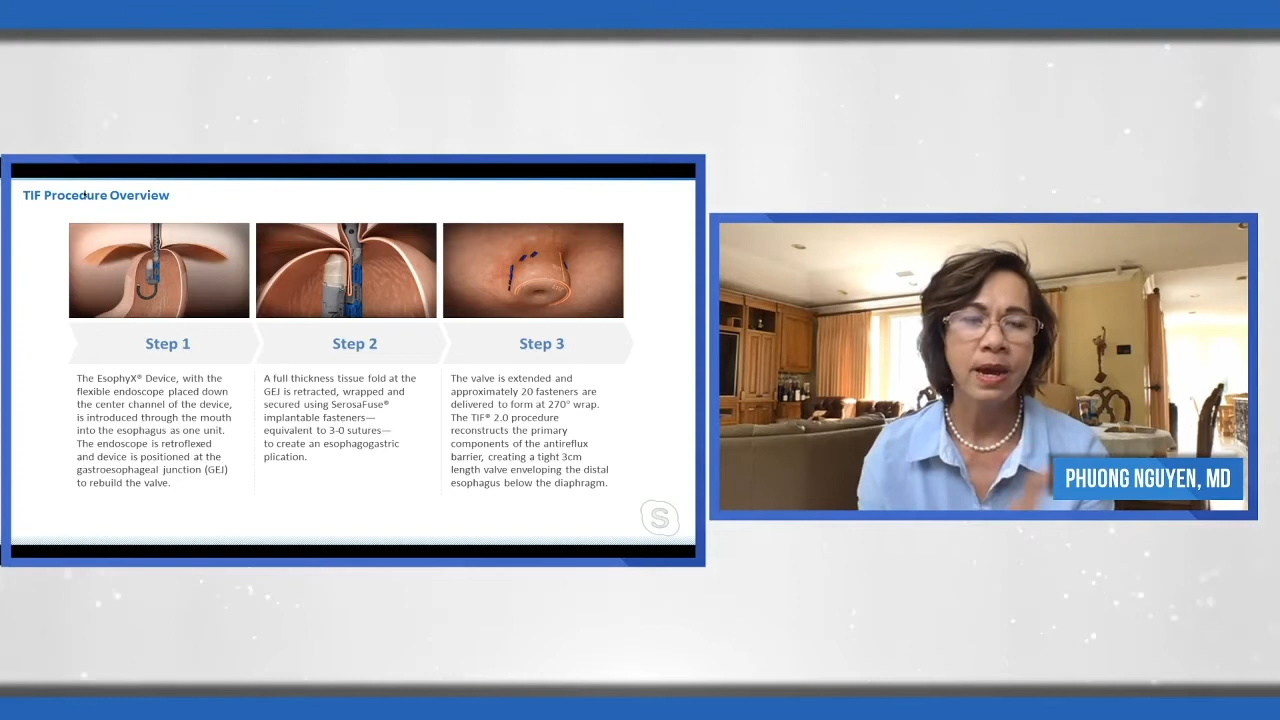 TIF Procedure Overview
Step 1
Step 2
Step 3
The EsophyX® Device, with the
flexible endoscope placed down
the center channel of the device,
is introduced through the mouth
into the esophagus as one unit.
The endoscope is retroflexed
and device is positioned at the
gastroesophageal junction (GEJ)
to rebuild the valve.
A full thickness tissue fold at the
GEJ is retracted, wrapped and
secured using SerosaFuse®
implantable fasteners—
equivalent to 3-0 sutures—
to create an esophagogastric
plication.
The valve is extended and
approximately 20 fasteners are
delivered to form at 270° wrap.
The TIF® 2.0 procedure
reconstructs the primary
components of the antireflux
barrier, creating a tight 3cm
length valve enveloping the distal
esophagus below the diaphragm.
S
PHUONG NGUYEN, MD